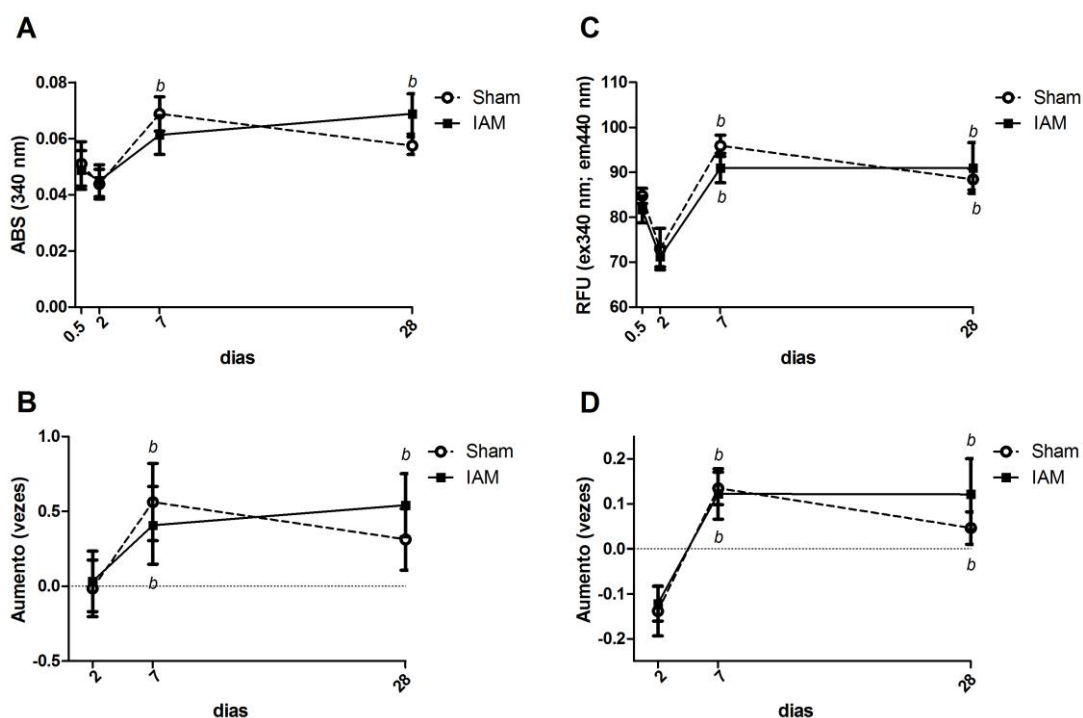 A
ABS (340 nm)
0.08
0.06
0.04
0.02
0.00
b
b
Sham
IAM
0.5
2
7
28
dias
C
RFU (ex340 nm; em440 nm)
110
100
90
80
70
60
b
b
b
b
Sham
IAM
0.5
2
7
28
dias
B
Aumento (vezes)
1.0
0.5
0.0
-0.5
b
b
b
Sham
IAM
2
7
28
dias
D
Aumento (vezes)
0.2
0.1
0.0
-0.1
-0.2
b
b
b
b
Sham
IAM
2
7
28
dias